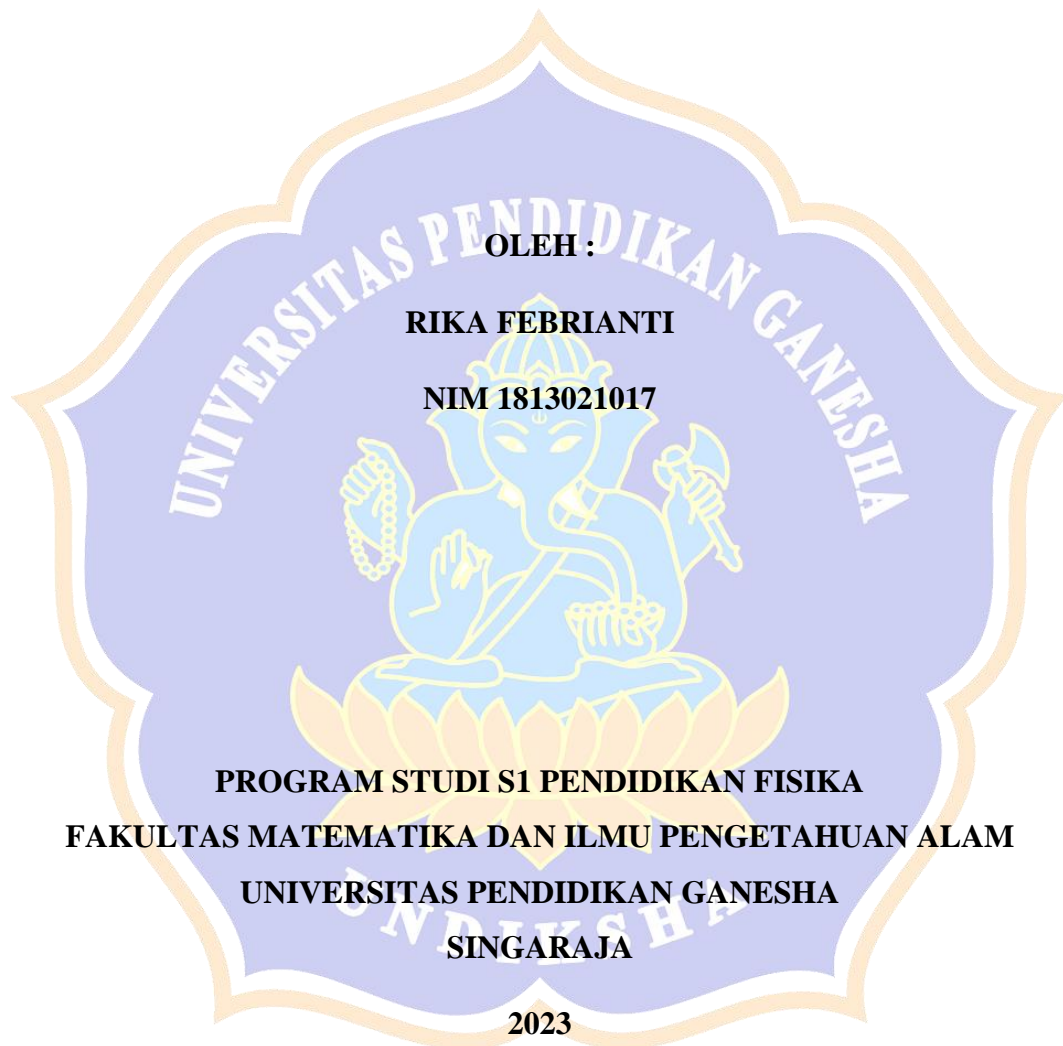 UNIVERSITAS PENDIDIKAN GANESHA
OLEH :
RIKA FEBRIANTI
NIM 1813021017
PROGRAM STUDI S1 PENDIDIKAN FISIKA
FAKULTAS MATEMATIKA DAN ILMU PENGETAHUAN ALAM
UNIVERSITAS PENDIDIKAN GANESHA
UNDIKSHA
SINGARAJA
2023